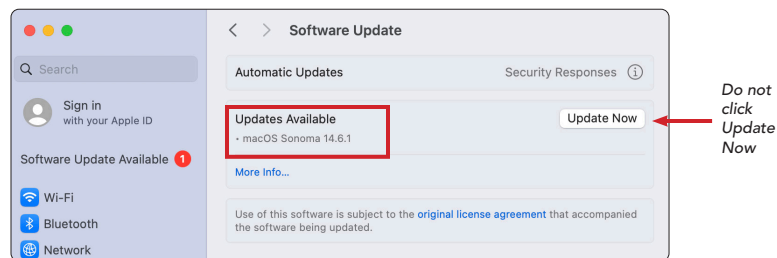 Software Update
Search
Sign in
with your Apple ID
Software Update Available 1
Wi-Fi
Bluetooth
Network
Automatic Updates
Security Responses
Updates Available
• macOS Sonoma 14.6.1
Update Now
More Info...
Use of this software is subject to the original license agreement that accompanied
the software being updated.
Do not
click
Update
Now